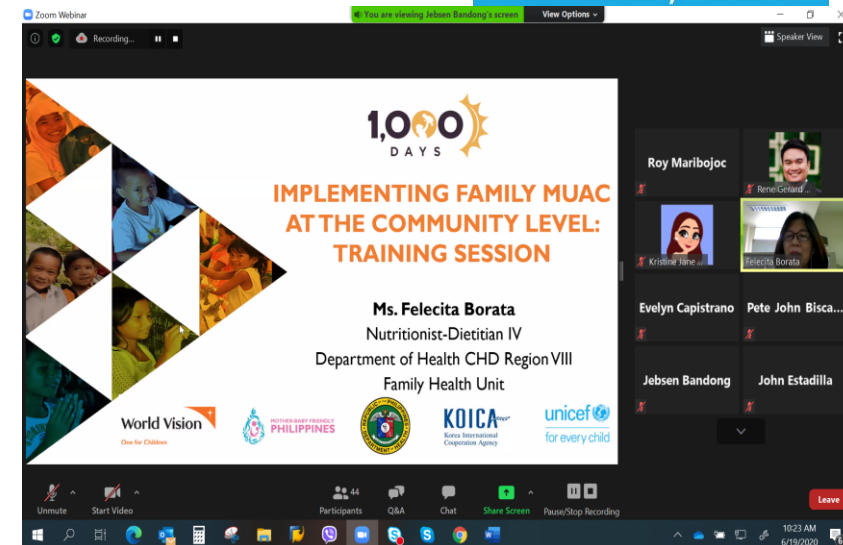 Zoom Webinar
You are viewing Jebsen Bandong's screen
View Options
Recording...
Speaker View
1,000
DAYS
IMPLEMENTING FAMILY MUAC
AT THE COMMUNITY LEVEL:
TRAINING SESSION
Ms. Felecita Borata
Nutritionist-Dietitian IV
Department of Health CHD Region VIII
Family Health Unit
World Vision
One for Children
MOTHER-BABY FRIENDLY
PHILIPPINES
KOICA
Korea International
Cooperation Agency
unicef
for every child
Roy Maribojoc
Rene Gerard ...
Kristine Jane ...
Felecita Borata
Evelyn Capistrano
Pete John Bisca...
Jebsen Bandong
John Estadilla
Unmute
Start Video
44
Participants
Q&A
Chat
Share Screen
Pause/Stop Recording
Leave
10:23 AM
6/19/2020